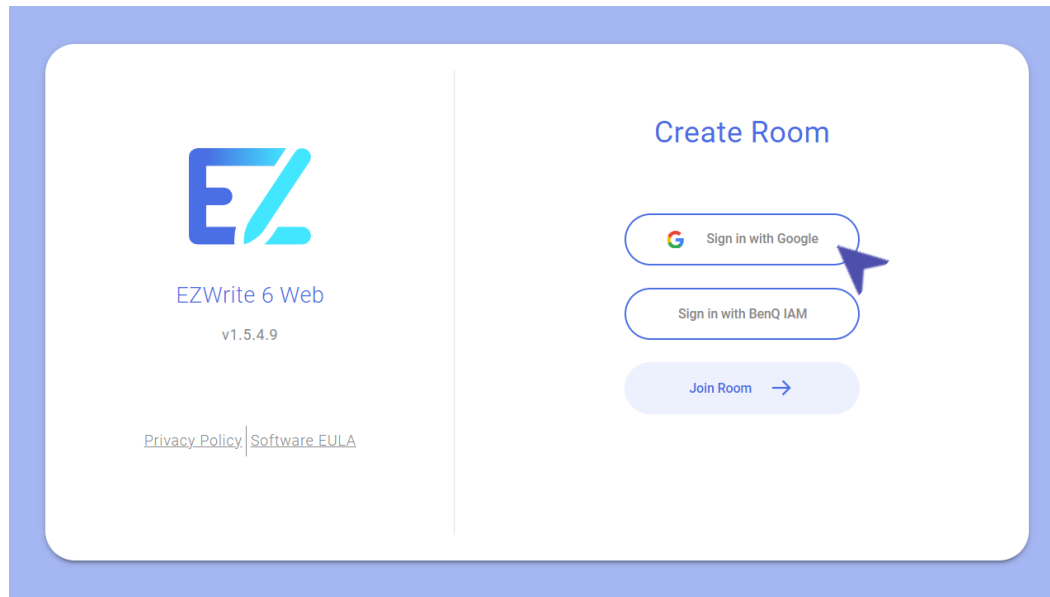 EZ
EZWrite 6 Web
v1.5.4.9
Privacy Policy
Software EULA
Create Room
Sign in with Google
Sign in with BenQ IAM
Join Room